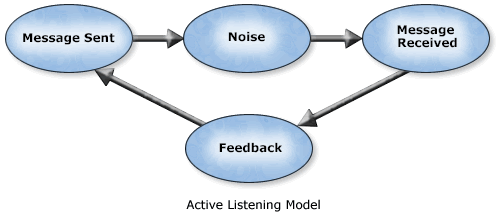 Message Sent
Noise
Message
Received
Feedback
Active Listening Model